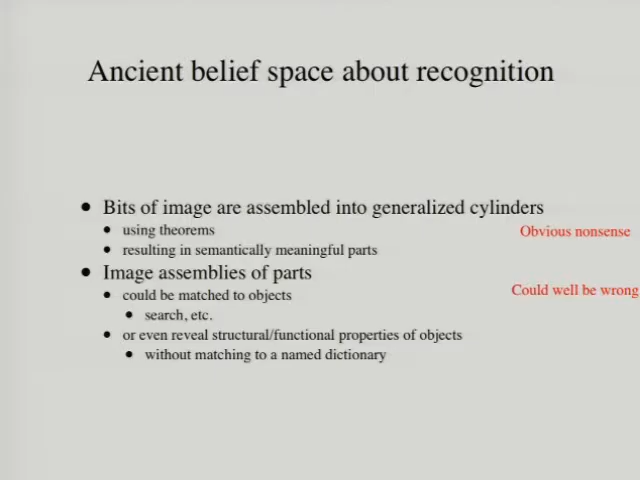 Ancient belief space about recognition
• Bits of image are assembled into generalized cylinders
• using theorems
Obvious nonsense
• resulting in semantically meaningful parts
• Image assemblies of parts
• could be matched to objects
Could well be wrong
• search, etc.
• or even reveal structural/functional properties of objects
• without matching to a named dictionary